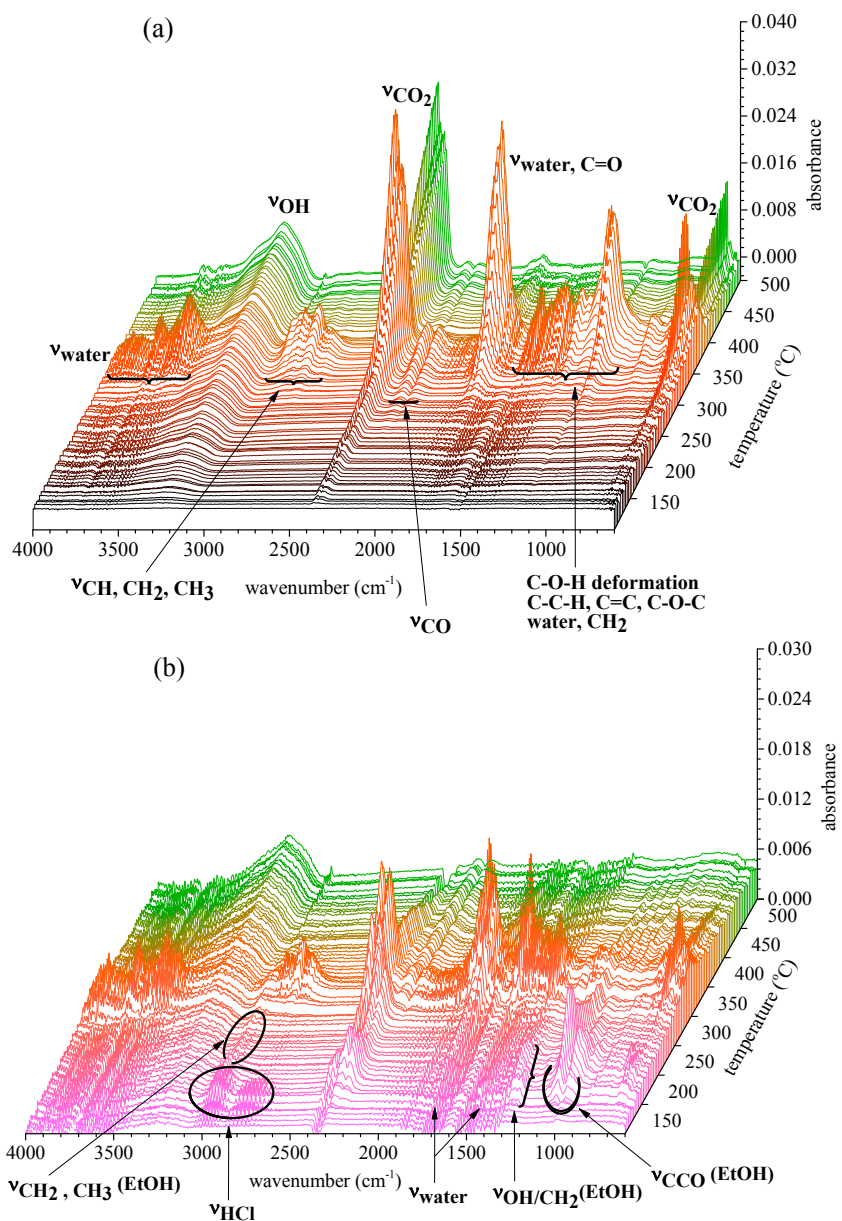 (a)
0.040
0.032
0.024
0.016
0.008
0.000
absorbance
νCO2
νwater, C=O
νCO2
νOH
νwater
500
450
400
350
300
250
200
150
temperature (°C)
4000 3500 3000 2500 2000 1500 1000
wavenumber (cm-1)
νCH, CH2, CH3
νCO
C-O-H deformation
C-C-H, C=C, C-O-C
water, CH2
(b)
0.030
0.024
0.018
0.012
0.006
0.000
absorbance
500
450
400
350
300
250
200
150
temperature (°C)
4000 3500 3000 2500 2000 1500 1000
wavenumber (cm-1)
νCH2 , CH3 (EtOH)
νHCl
νwater
νOH/CH2(EtOH)
νCCO (EtOH)